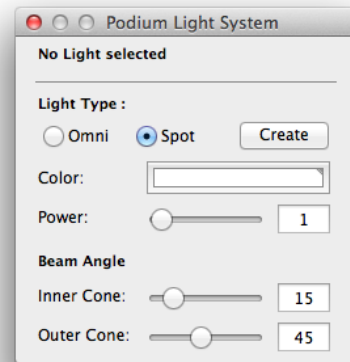 Podium Light System
No Light selected
Light Type :
Omni Spot Create
Color:
Power: 1
Beam Angle
Inner Cone: 15
Outer Cone: 45